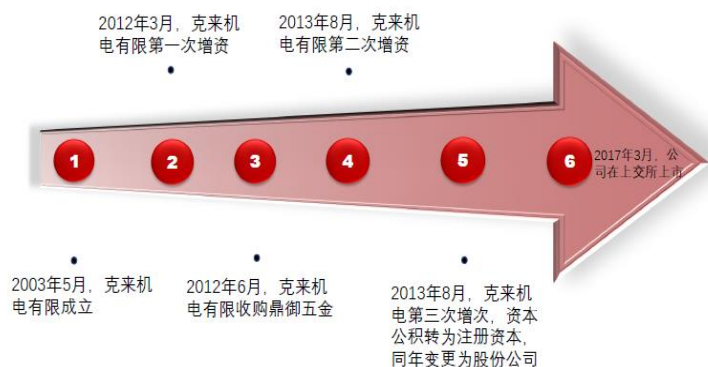 2012年3月，克来机
电有限第一次增资
2013年8月，克来机
电有限第二次增资
1
2
3
4
5
6
2017年3月，公
司在上交所上市
2003年5月，克来机
电有限成立
2012年6月，克来机
电有限收购鼎御五金
2013年8月，克来机
电第三次增次，资本
公积转为注册资本，
同年变更为股份公司